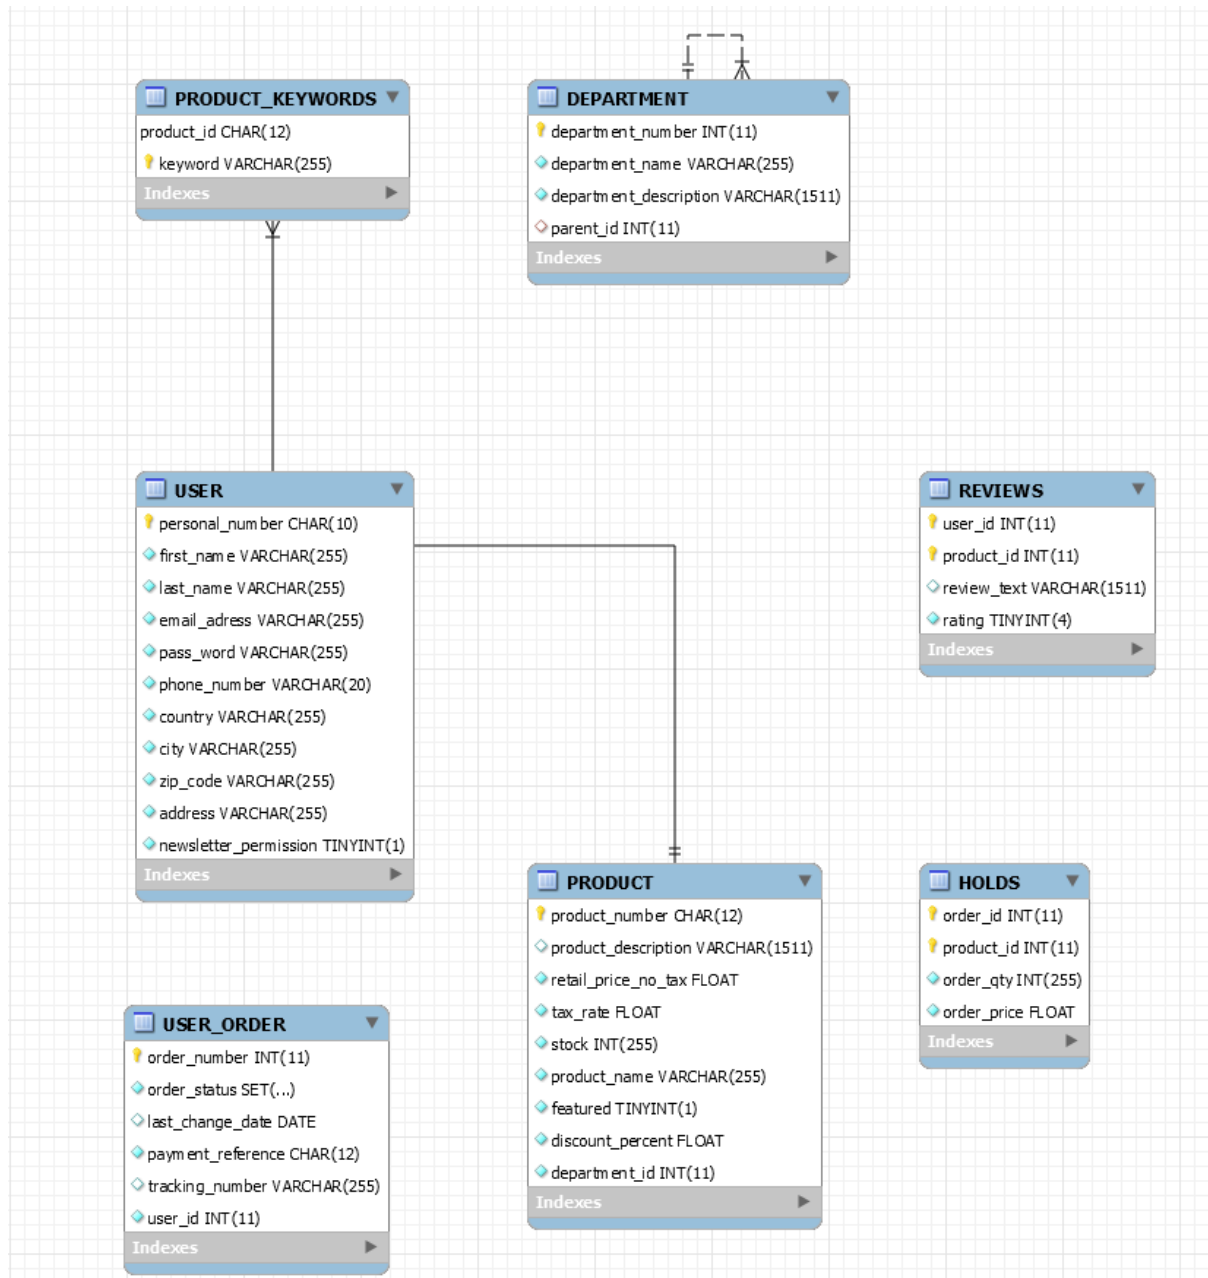 PRODUCT_KEYWORDS
product_id CHAR(12)
keyword VARCHAR(255)
Indexes
DEPARTMENT
department_number INT(11)
department_name VARCHAR(255)
department_description VARCHAR(1511)
parent_id INT(11)
Indexes
USER
personal_number CHAR(10)
first_name VARCHAR(255)
last_name VARCHAR(255)
email_adress VARCHAR(255)
pass_word VARCHAR(255)
phone_number VARCHAR(20)
country VARCHAR(255)
city VARCHAR(255)
zip_code VARCHAR(255)
address VARCHAR(255)
newsletter_permission TINYINT(1)
Indexes
REVIEWS
user_id INT(11)
product_id INT(11)
review_text VARCHAR(1511)
rating TINYINT(4)
Indexes
USER_ORDER
order_number INT(11)
order_status SET(...)
last_change_date DATE
payment_reference CHAR(12)
tracking_number VARCHAR(255)
user_id INT(11)
Indexes
PRODUCT
product_number CHAR(12)
product_description VARCHAR(1511)
retail_price_no_tax FLOAT
tax_rate FLOAT
stock INT(255)
product_name VARCHAR(255)
featured TINYINT(1)
discount_percent FLOAT
department_id INT(11)
Indexes
HOLDS
order_id INT(11)
product_id INT(11)
order_qty INT(255)
order_price FLOAT
Indexes